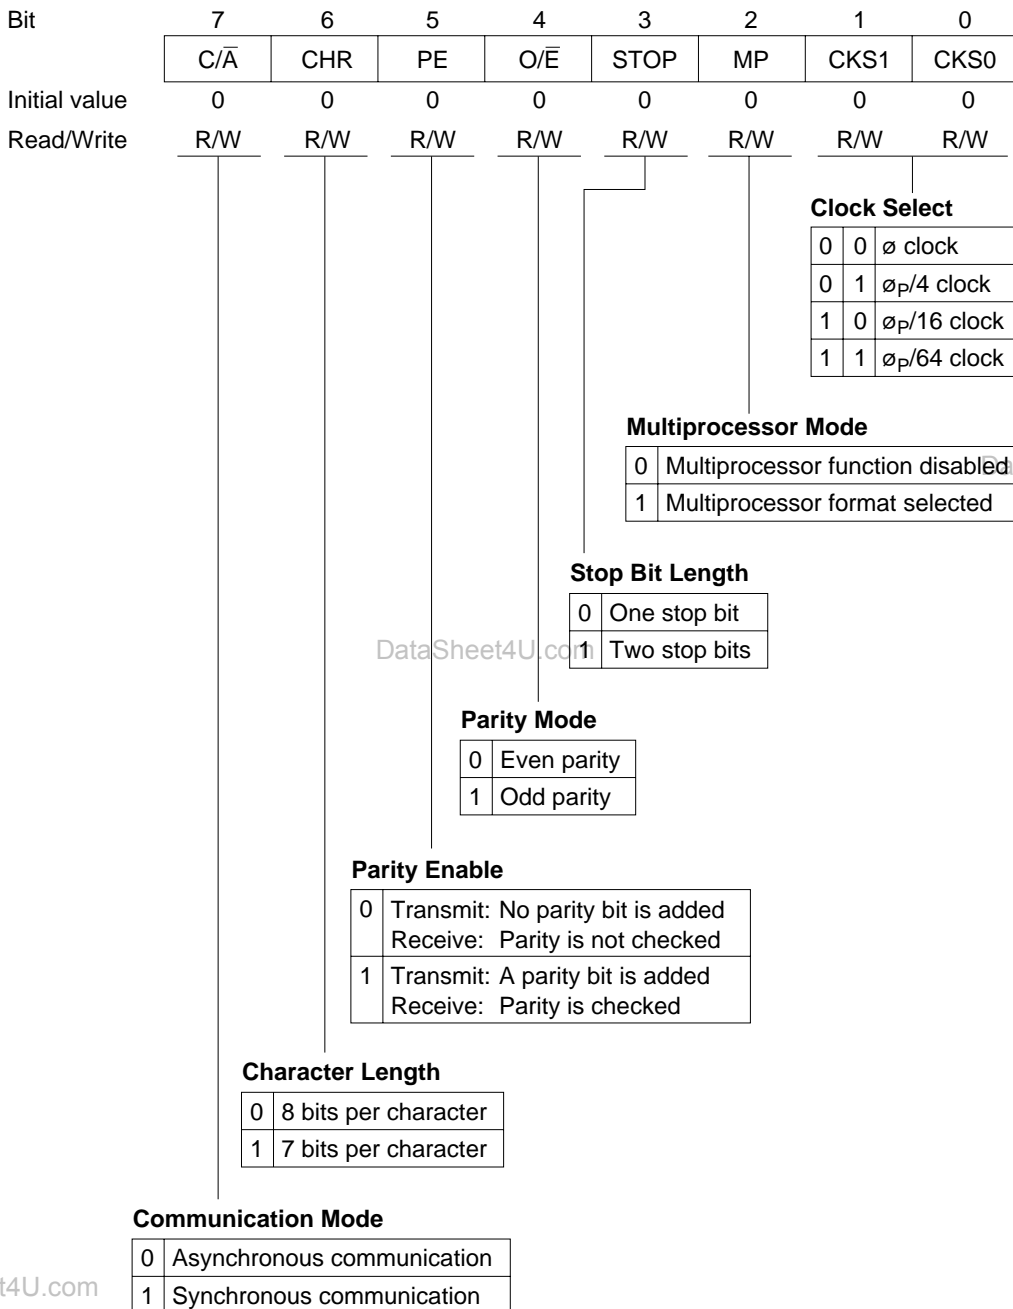 Bit 7 6 5 4 3 2 1 0
C/A̅ CHR PE O/E̅ STOP MP CKS1 CKS0
Initial value 0 0 0 0 0 0 0 0
Read/Write R/W R/W R/W R/W R/W R/W R/W R/W
Clock Select
0 0 ø clock
0 1 øP/4 clock
1 0 øP/16 clock
1 1 øP/64 clock
Multiprocessor Mode
0 Multiprocessor function disabled
1 Multiprocessor format selected
Stop Bit Length
0 One stop bit
1 Two stop bits
DataSheet4U.com
Parity Mode
0 Even parity
1 Odd parity
Parity Enable
0 Transmit: No parity bit is added
Receive: Parity is not checked
1 Transmit: A parity bit is added
Receive: Parity is checked
Character Length
0 8 bits per character
1 7 bits per character
Communication Mode
0 Asynchronous communication
1 Synchronous communication
t4U.com